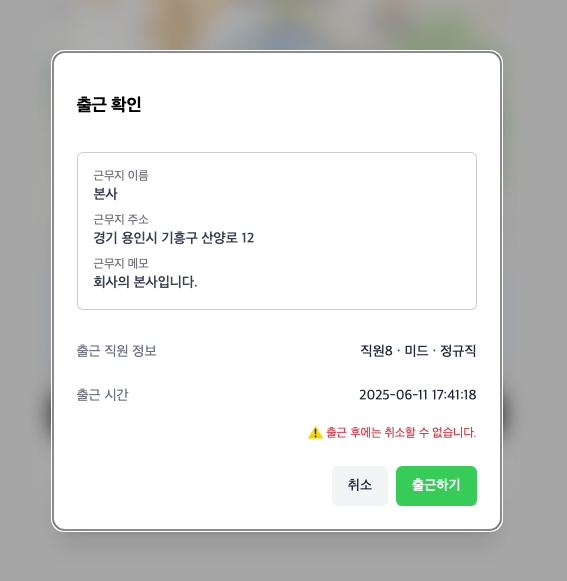 출근 확인
근무지 이름
본사
근무지 주소
경기 용인시 기흥구 산양로 12
근무지 메모
회사의 본사입니다.
출근 직원 정보 직원8 · 미드 · 정규직
출근 시간 2025-06-11 17:41:18
⚠️ 출근 후에는 취소할 수 없습니다.
취소 출근하기